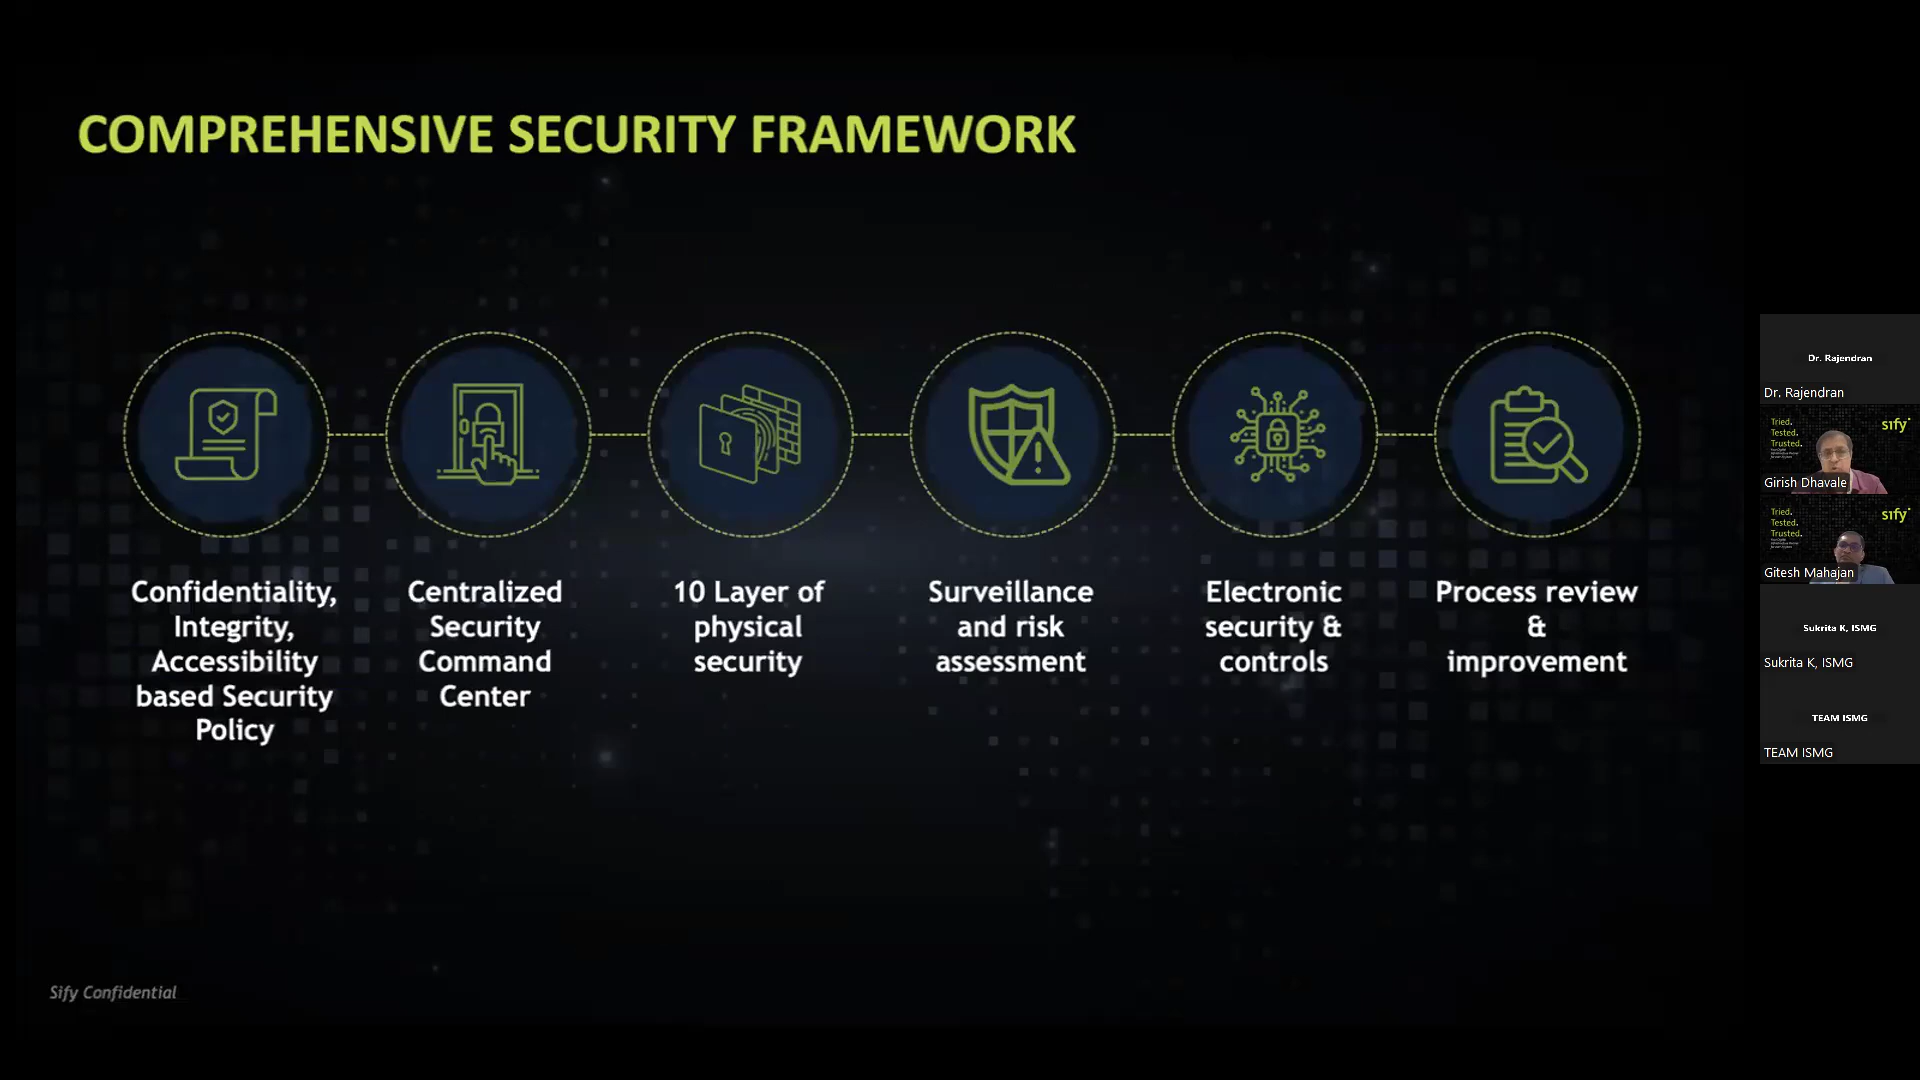 COMPREHENSIVE SECURITY FRAMEWORK
Confidentiality,
Integrity,
Accessibility
based Security
Policy
Centralized
Security
Command
Center
10 Layer of
physical
security
Surveillance
and risk
assessment
Electronic
security &
controls
Process review
&
improvement
Sify Confidential
Dr. Rajendran
Dr. Rajendran
Tried.
Tested.
Trusted.
sify
Girish Dhavale
Tried.
Tested.
Trusted.
sify
Gitesh Mahajan
Sukrita K, ISMG
Sukrita K, ISMG
TEAM ISMG
TEAM ISMG